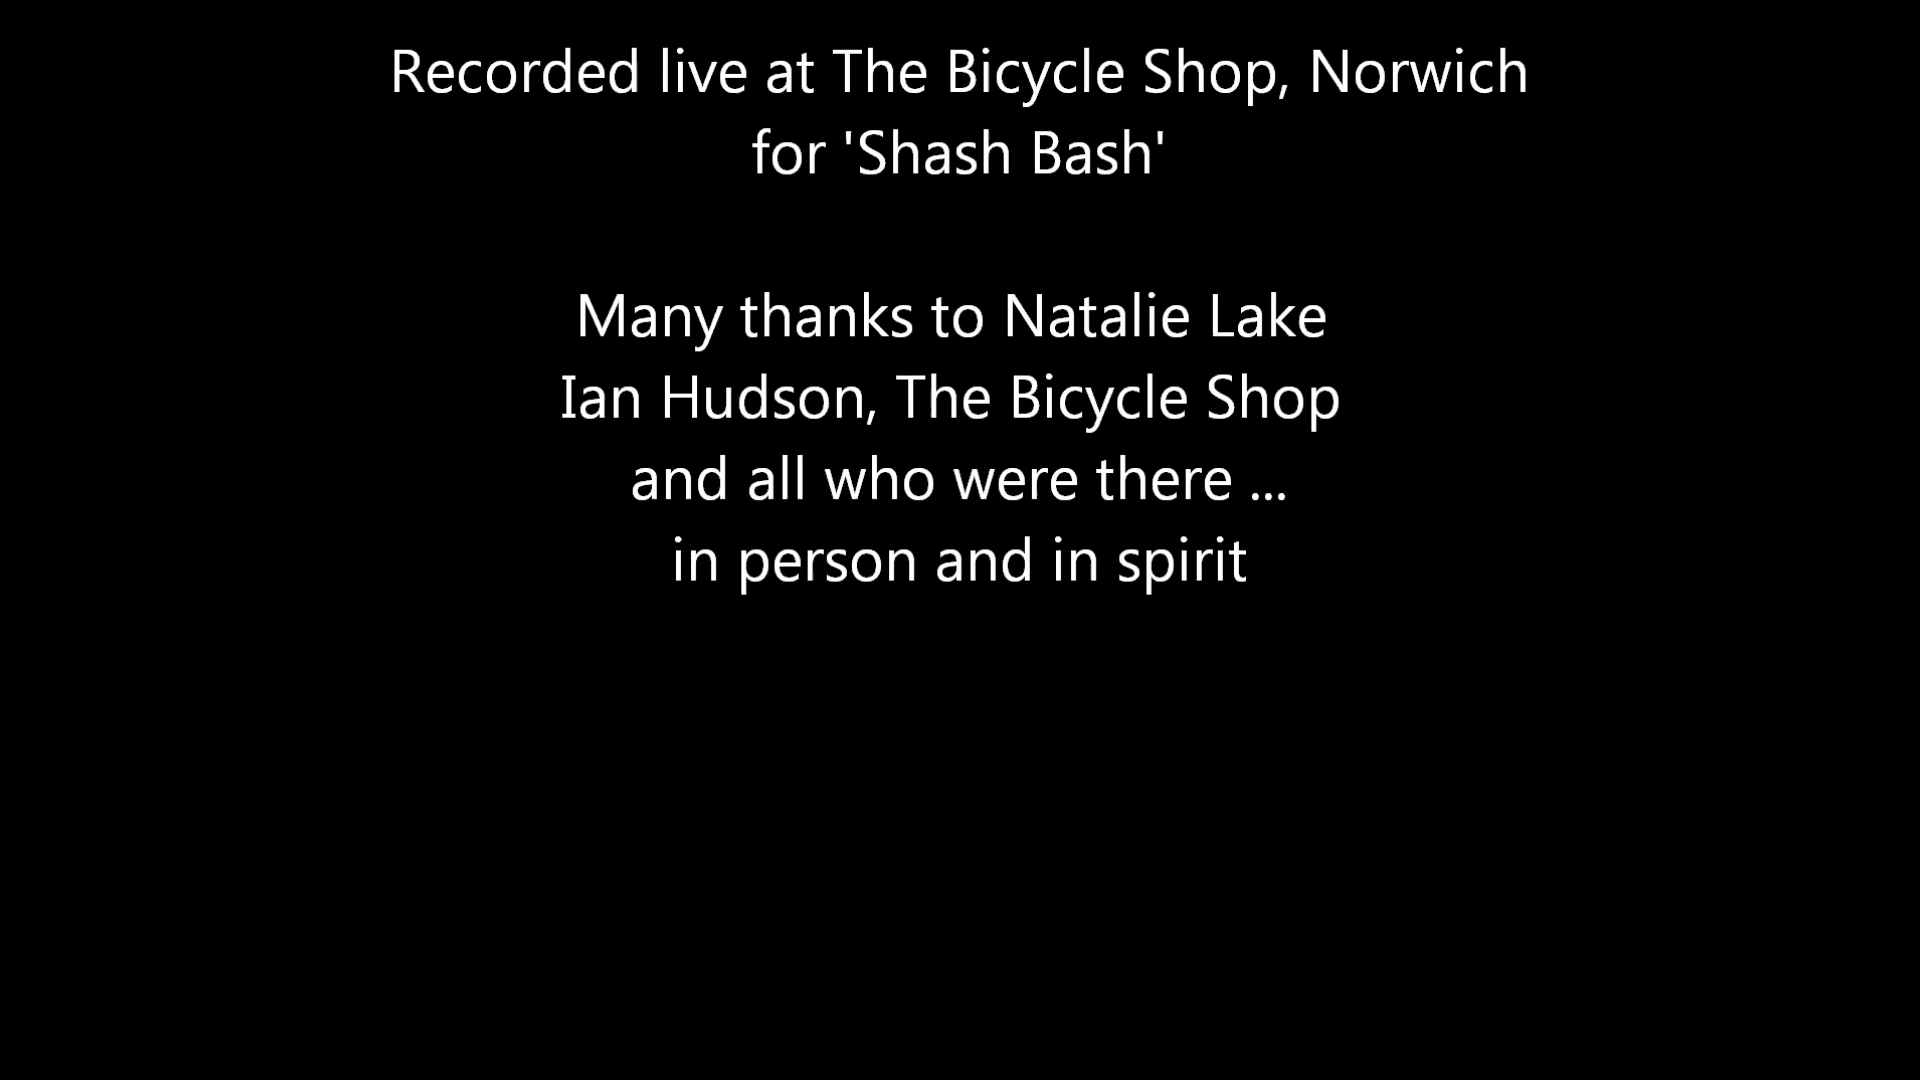 Recorded live at The Bicycle Shop, Norwich
for 'Shash Bash'
Many thanks to Natalie Lake
Ian Hudson, The Bicycle Shop
and all who were there ...
in person and in spirit